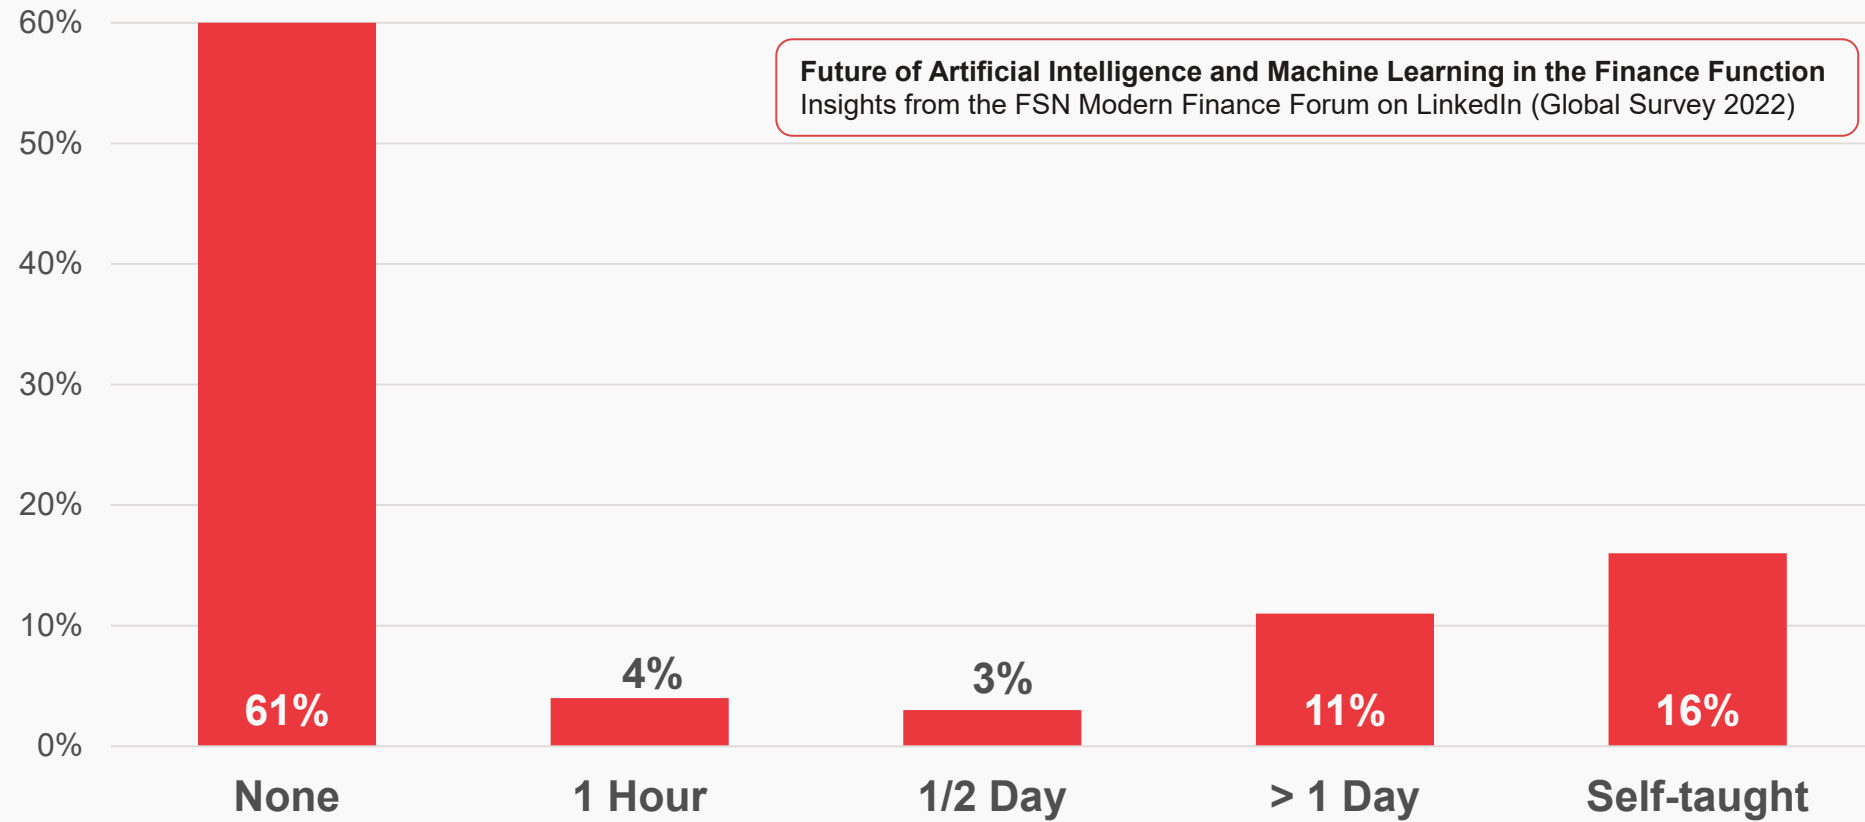 60%
Future of Artificial Intelligence and Machine Learning in the Finance Function
Insights from the FSN Modern Finance Forum on LinkedIn (Global Survey 2022)
50%
40%
30%
20%
10%
0%
61%
4%
3%
11%
16%
None
1 Hour
1/2 Day
> 1 Day
Self-taught